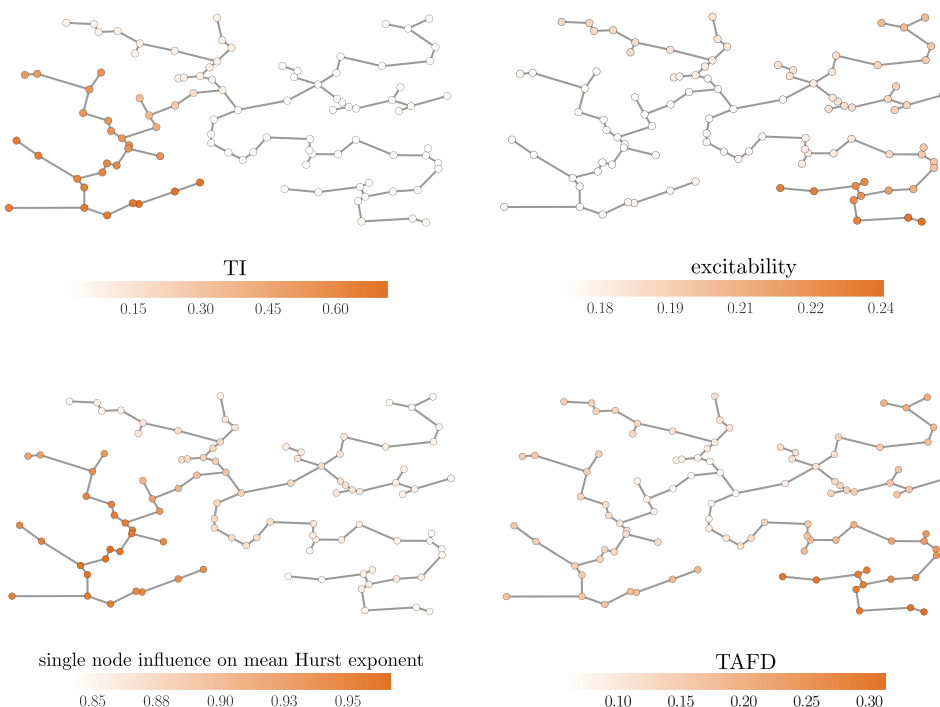 TI
0.15 0.30 0.45 0.60
excitability
0.18 0.19 0.21 0.22 0.24
single node influence on mean Hurst exponent
0.85 0.88 0.90 0.93 0.95
TAFD
0.10 0.15 0.20 0.25 0.30